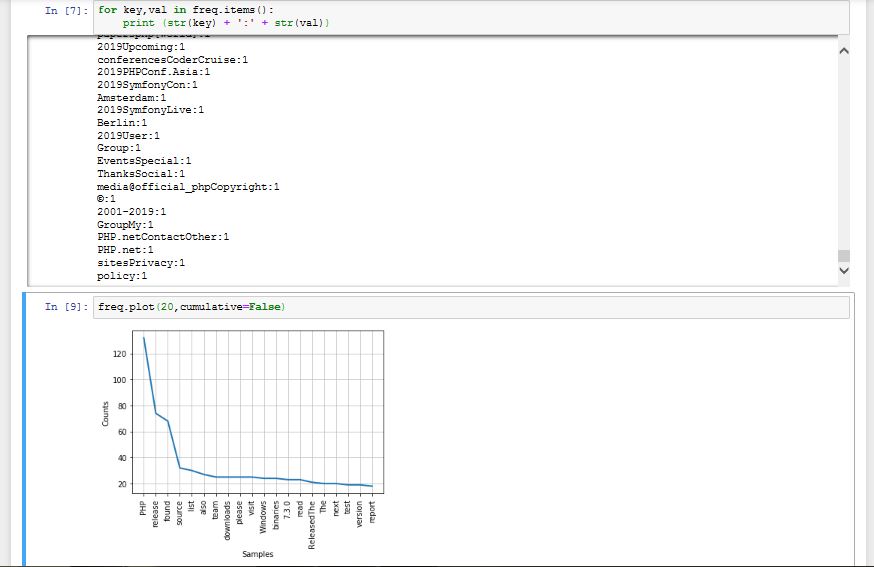 In [7]:
for key,val in freq.items():
print (str(key) + ':' + str(val))
2019Upcoming:1
conferencesCoderCruise:1
2019PHPConf.Asia:1
2019SymfonyCon:1
Amsterdam:1
2019SymfonyLive:1
Berlin:1
2019User:1
Group:1
EventsSpecial:1
ThanksSocial:1
media@official_phpCopyright:1
©:1
2001-2019:1
GroupMy:1
PHP.netContactOther:1
PHP.net:1
sitesPrivacy:1
policy:1
In [9]:
freq.plot(20,cumulative=False)
120
100
80
60
40
20
Counts
PHP
release
found
source
list
also
team
downloads
please
visit
Windows
binaries
7.3.0
read
ReleasedThe
The
next
test
version
report
Samples